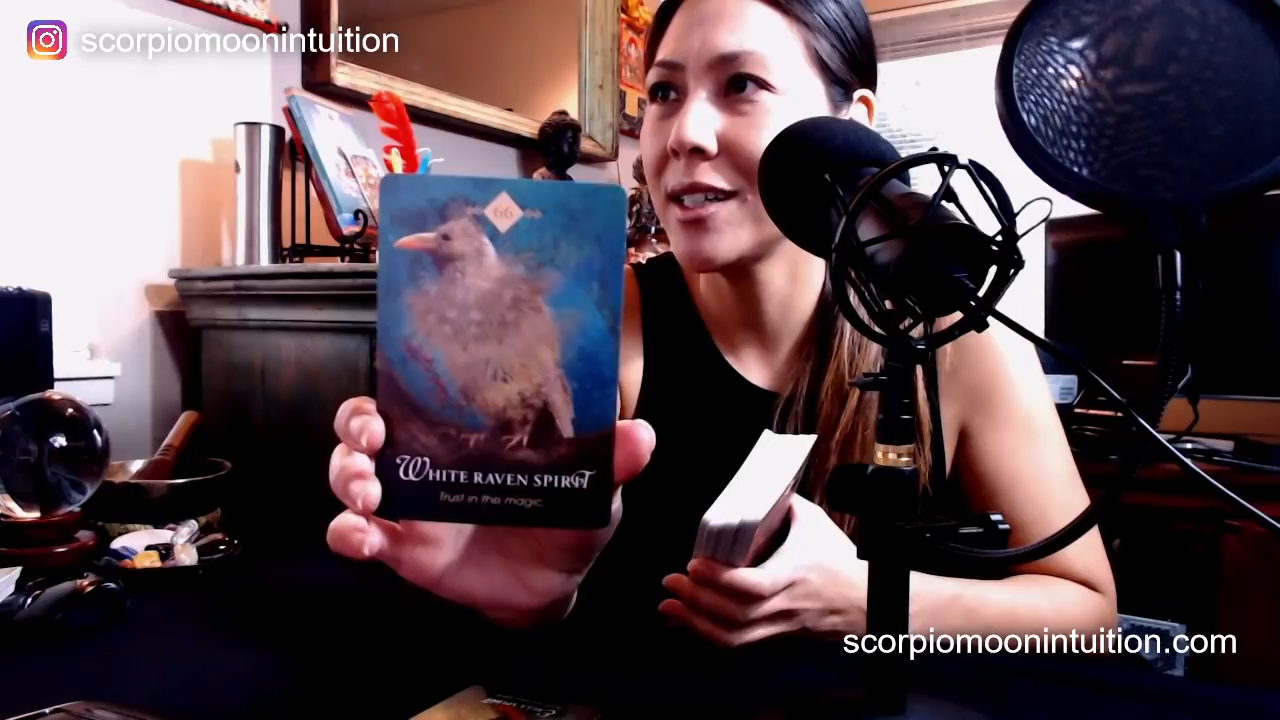 scorpiomoonintuition
66
WHITE RAVEN SPIRIT
Trust in the magic.
scorpiomoonintuition.com